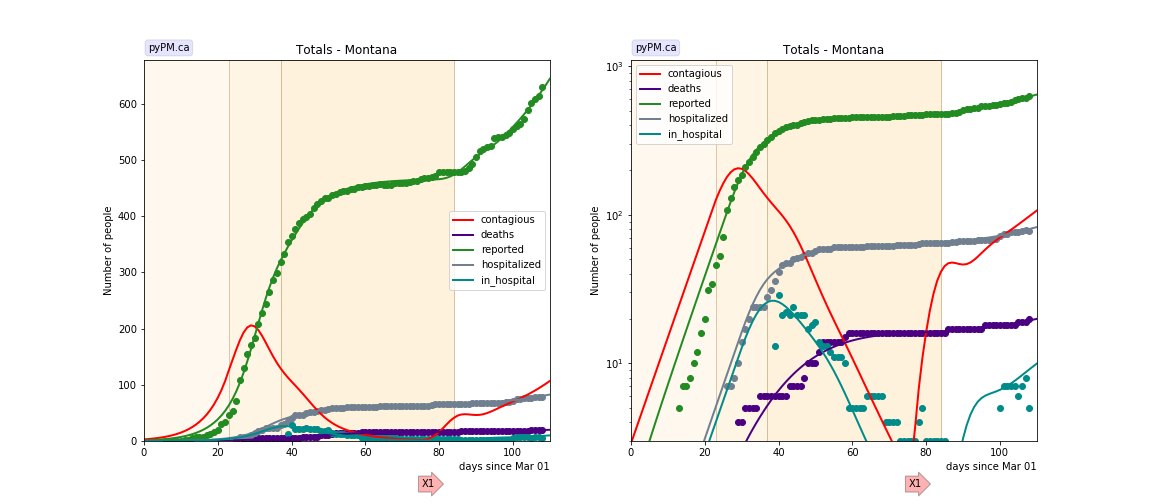 pyPM.ca
Totals - Montana
Number of people
600
500
400
300
200
100
0
0 20 40 60 80 100
days since Mar 01
contagious
deaths
reported
hospitalized
in_hospital
X1
pyPM.ca
Totals - Montana
Number of people
10³
10²
10¹
0 20 40 60 80 100
days since Mar 01
contagious
deaths
reported
hospitalized
in_hospital
X1